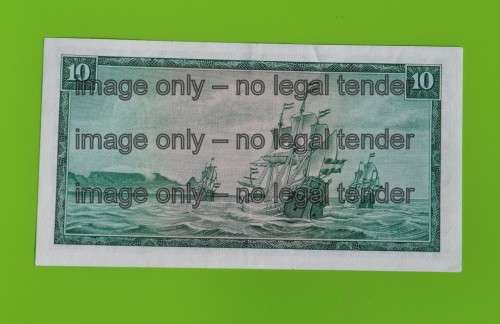 10 10
image only – no legal tender
image only – no legal tender
image only – no legal tender